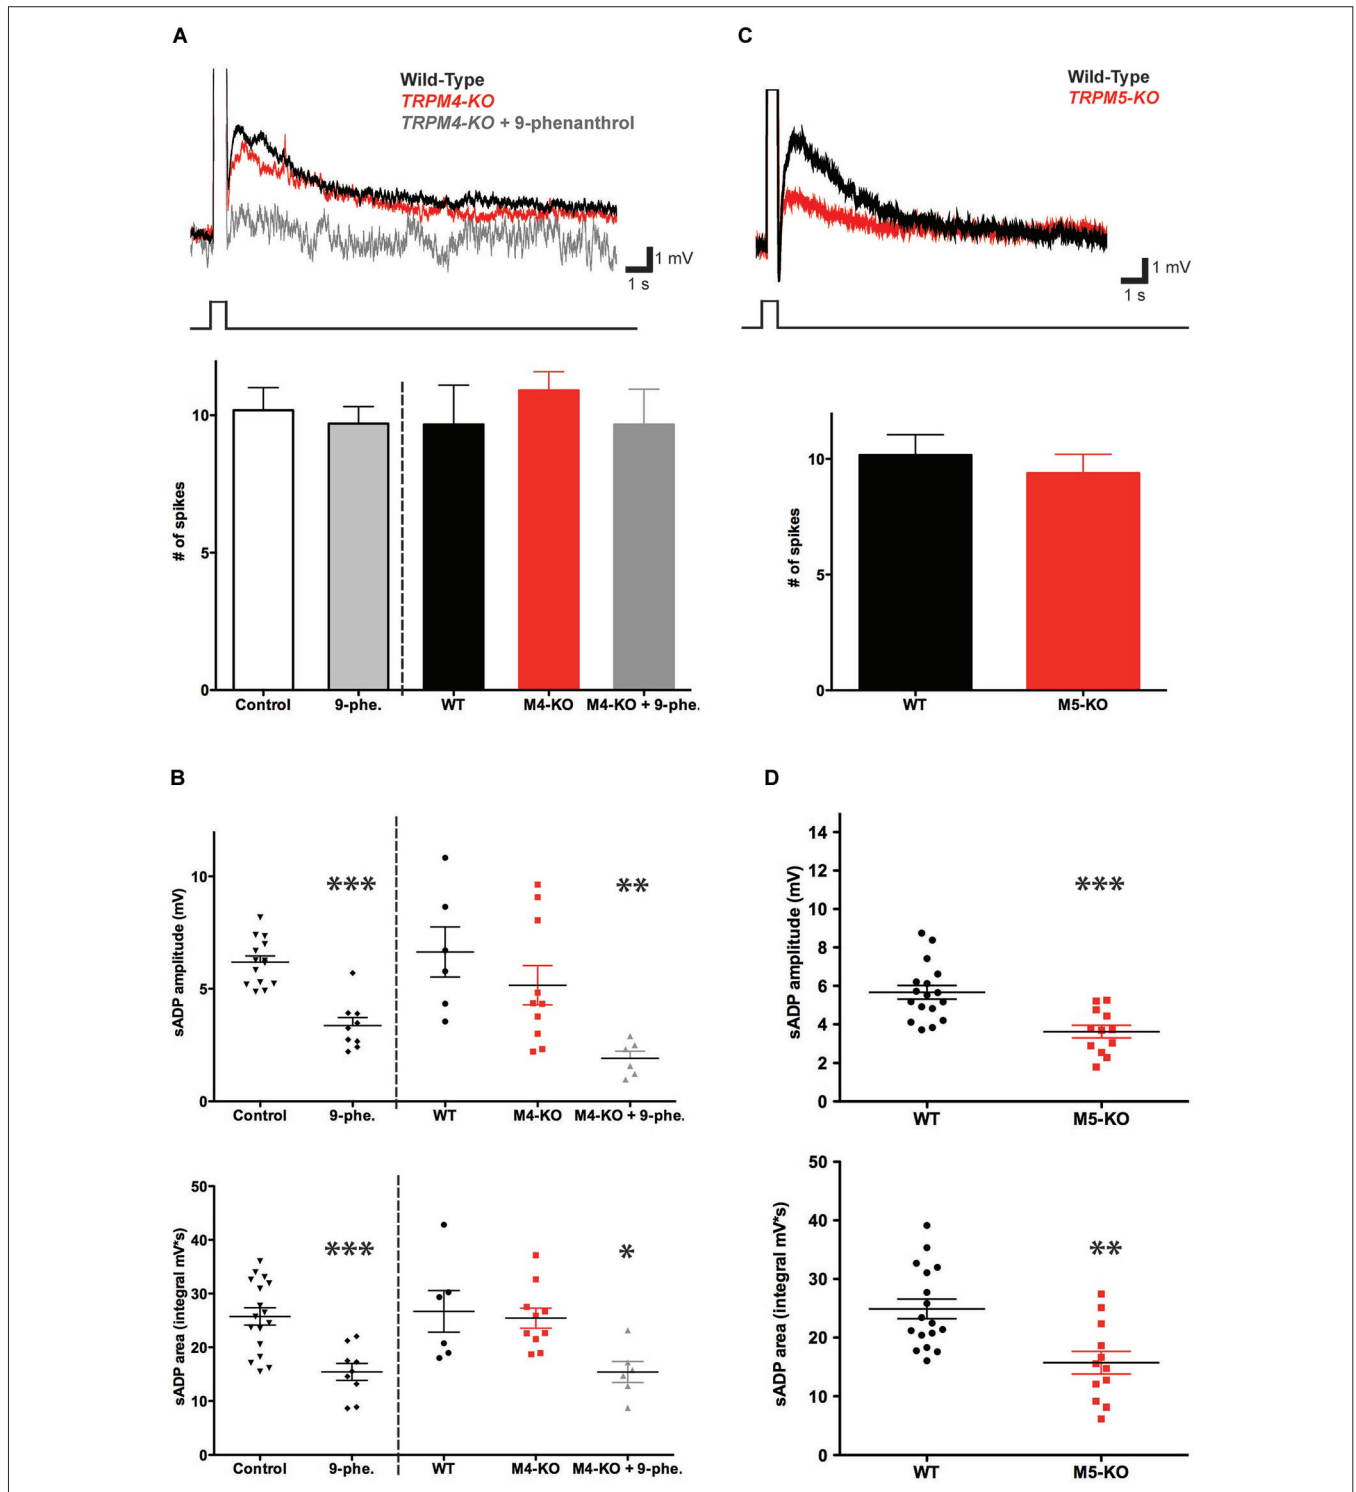 A
Wild-Type
TRPM4-KO
TRPM4-KO + 9-phenanthrol
1 mV
1 s
# of spikes
10
5
0
Control 9-phe. WT M4-KO M4-KO + 9-phe.
C
Wild-Type
TRPM5-KO
1 mV
1 s
# of spikes
10
5
0
WT M5-KO
B
sADP amplitude (mV)
10
5
0
*** **
Control 9-phe. WT M4-KO M4-KO + 9-phe.
sADP area (integral mV*s)
50
40
30
20
10
0
*** *
Control 9-phe. WT M4-KO M4-KO + 9-phe.
D
sADP amplitude (mV)
14
12
10
8
6
4
2
0
***
WT M5-KO
sADP area (integral mV*s)
50
40
30
20
10
0
**
WT M5-KO